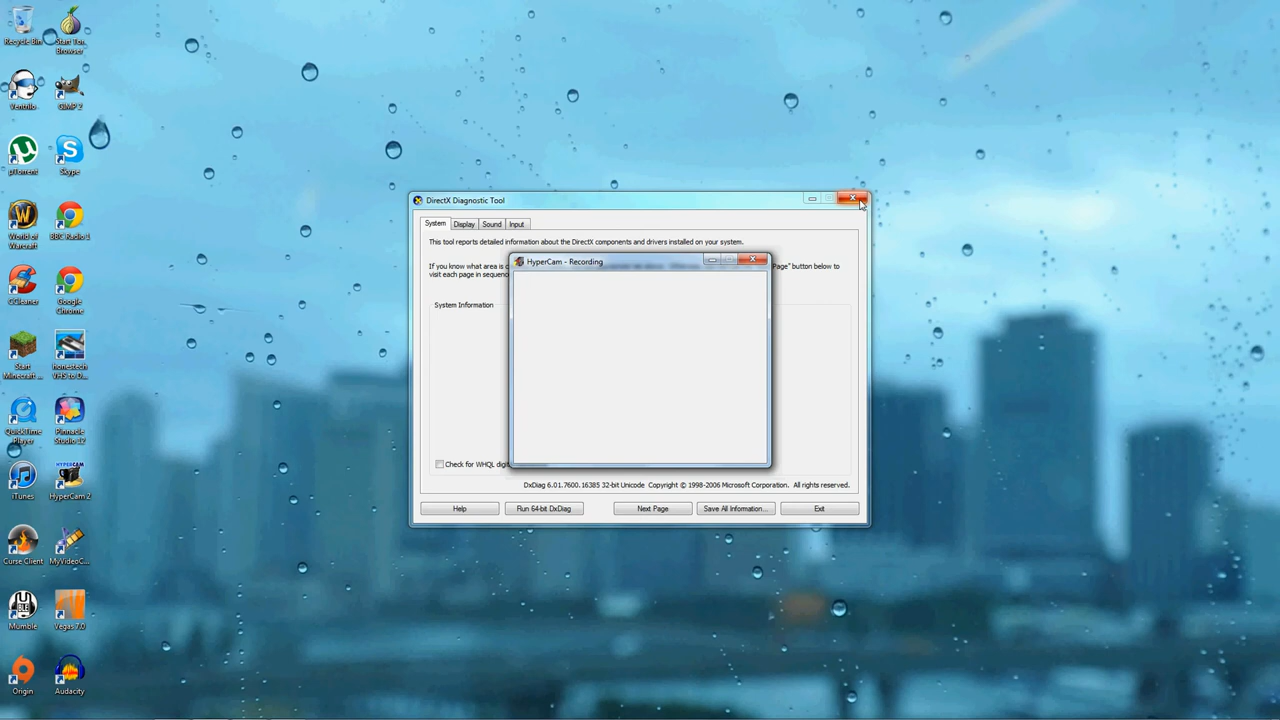 Recycle Bin
Start Tor
Browser
Ventrilo
GIMP 2
µTorrent
Skype
World of
Warcraft
BBC Radio 1
CCleaner
Google
Chrome
Start
Minecraft ...
Honestech
VHS to D...
QuickTime
Player
Pinnacle
Studio 12
iTunes
HYPERCAM
HyperCam 2
Curse Client
MyVideoC...
Mumble
Vegas 7.0
Origin
Audacity
DirectX Diagnostic Tool
System Display Sound Input
This tool reports detailed information about the DirectX components and drivers installed on your system.
If you know what area is Page" button below to
visit each page in sequenc
HyperCam - Recording
System Information
Check for WHQL digit
DxDiag 6.01.7600.16385 32-bit Unicode Copyright © 1998-2006 Microsoft Corporation. All rights reserved.
Help Run 64-bit DxDiag Next Page Save All Information... Exit